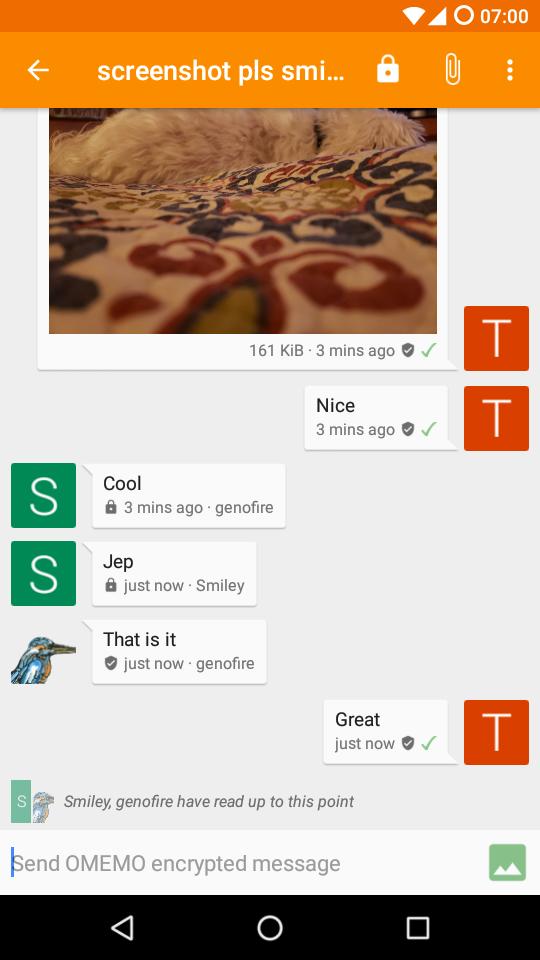 07:00
screenshot pls smi...
161 KiB · 3 mins ago
T
Nice
T
3 mins ago
S
Cool
3 mins ago · genofire
S
Jep
just now · Smiley
That is it
just now · genofire
Great
T
just now
S
Smiley, genofire have read up to this point
Send OMEMO encrypted message